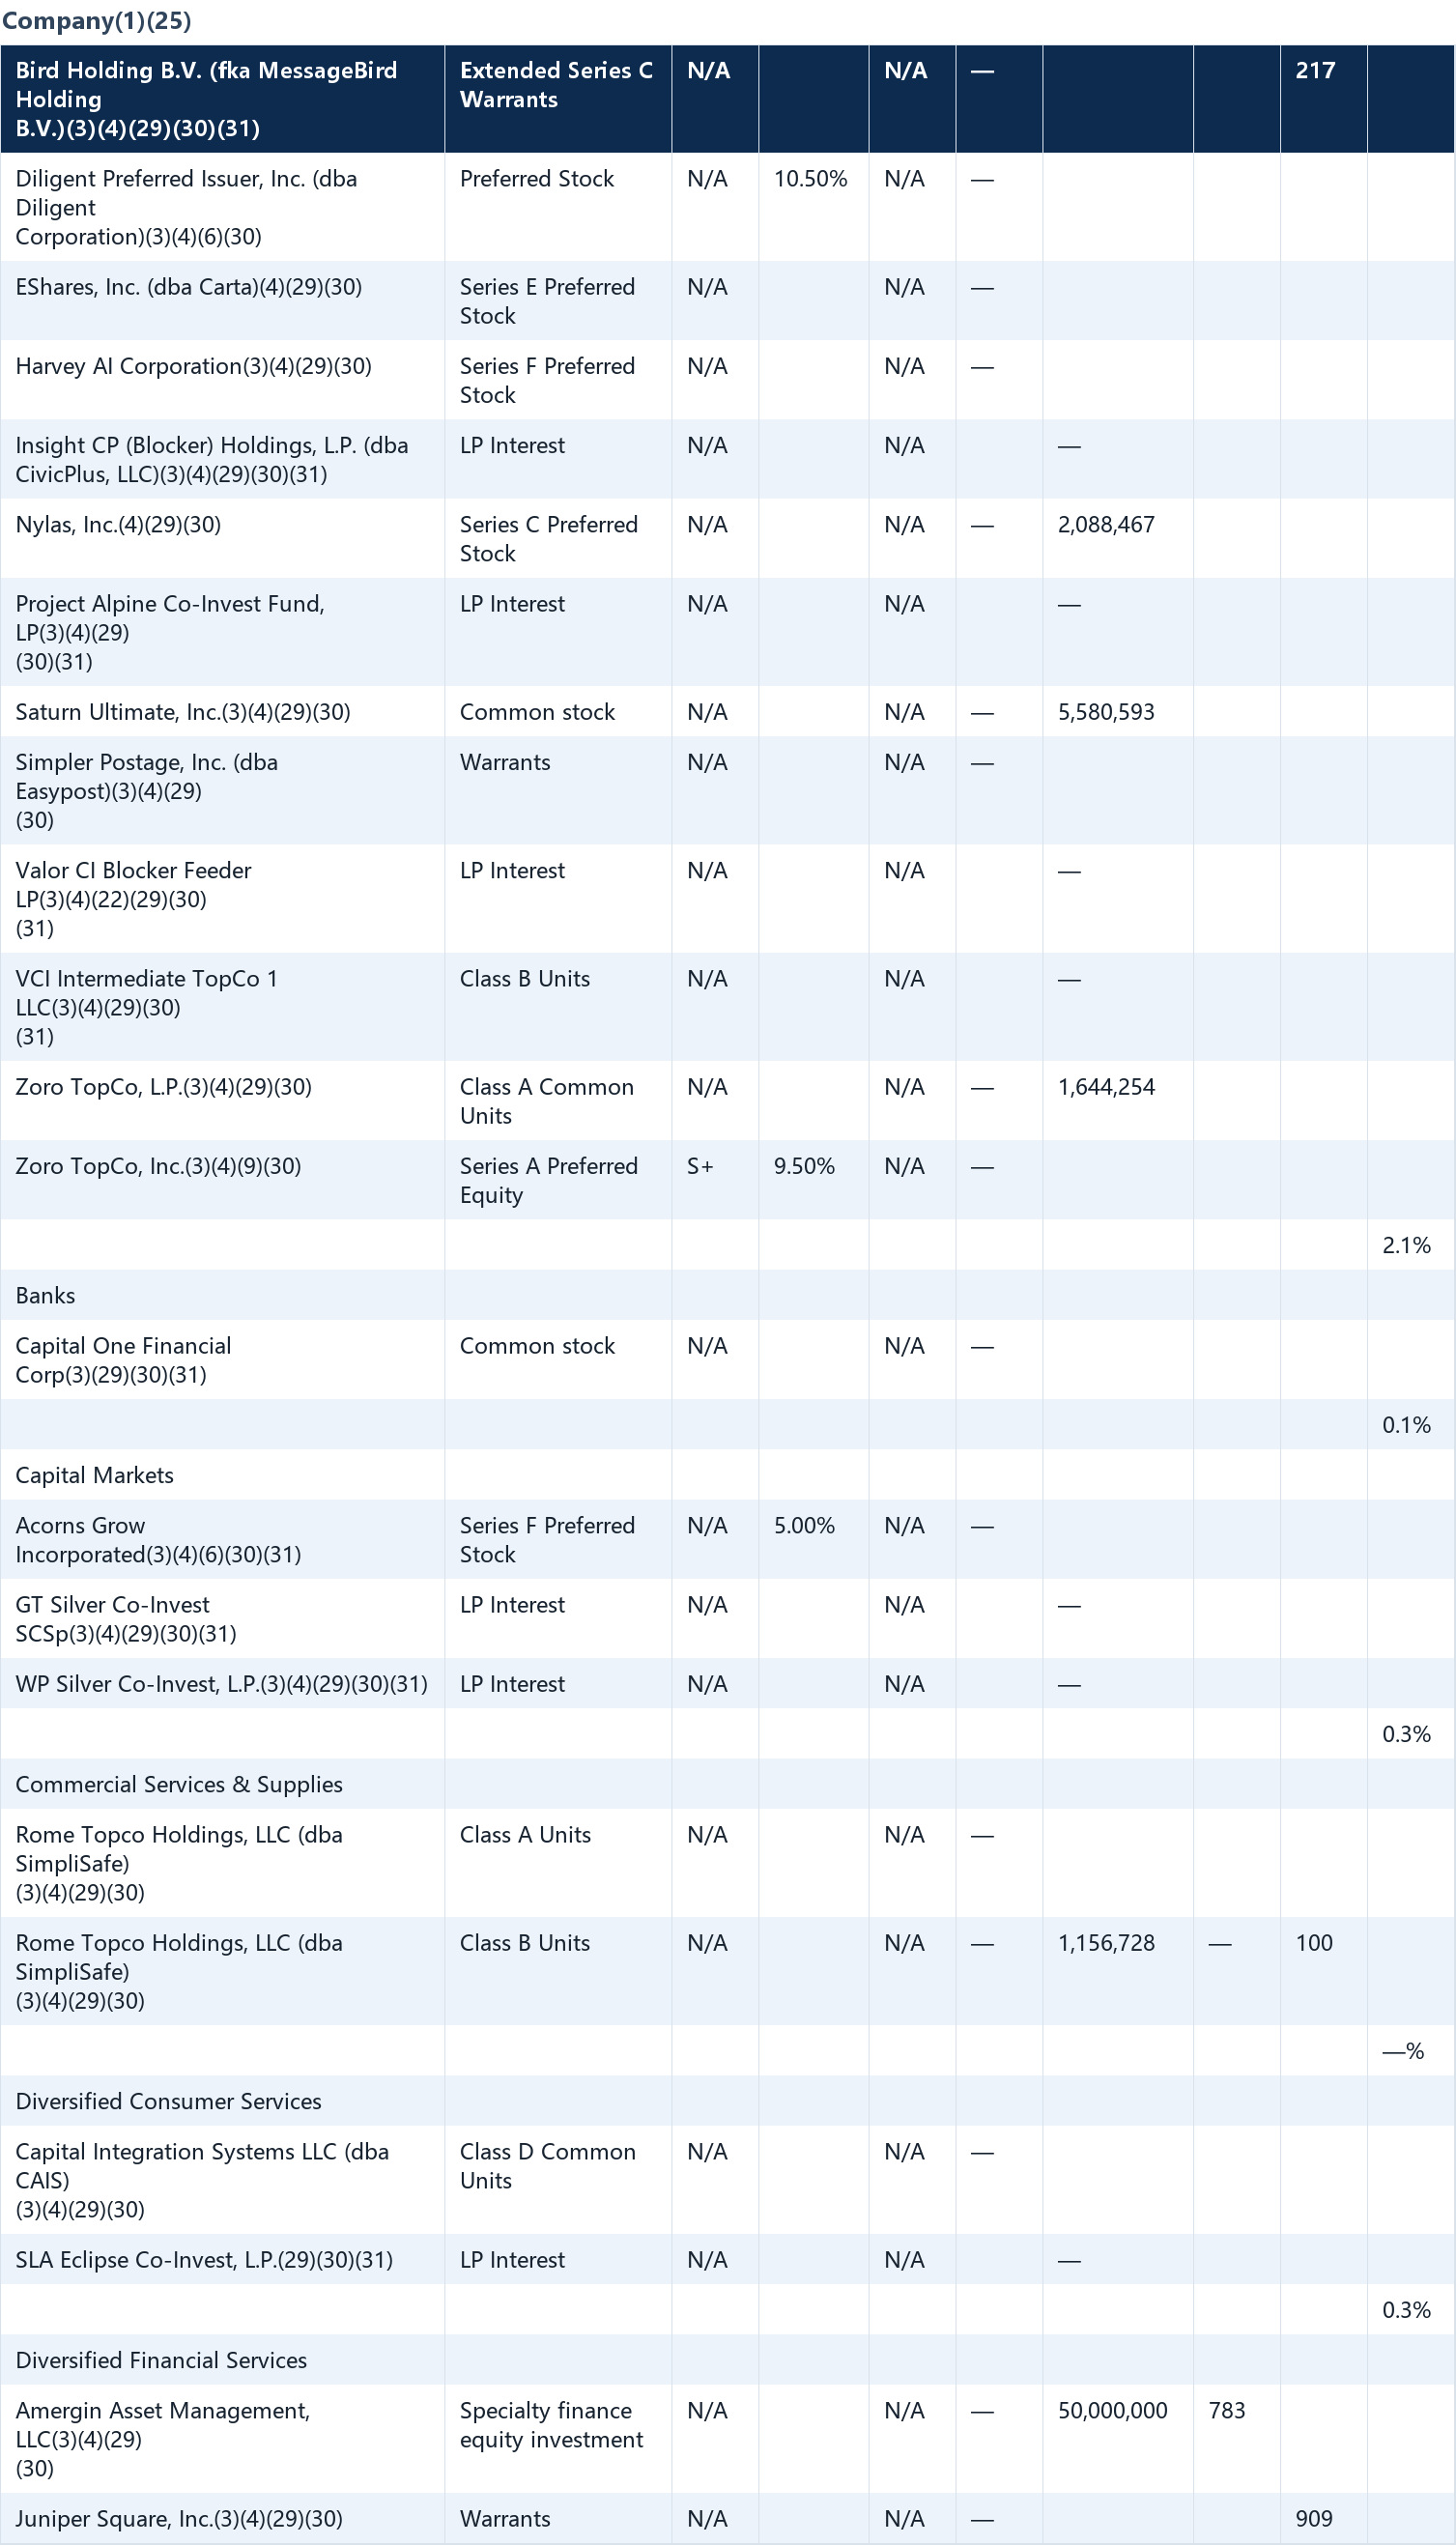 Company(1)(25)
Bird Holding B.V. (fka MessageBird Extended Series C N/A N/A — 217
Holding Warrants
B.V.)(3)(4)(29)(30)(31)
Diligent Preferred Issuer, Inc. (dba Preferred Stock N/A 10.50% N/A —
Diligent
Corporation)(3)(4)(6)(30)
EShares, Inc. (dba Carta)(4)(29)(30) Series E Preferred N/A N/A —
Stock
Harvey AI Corporation(3)(4)(29)(30) Series F Preferred N/A N/A —
Stock
Insight CP (Blocker) Holdings, L.P. (dba LP Interest N/A N/A —
CivicPlus, LLC)(3)(4)(29)(30)(31)
Nylas, Inc.(4)(29)(30) Series C Preferred N/A N/A — 2,088,467
Stock
Project Alpine Co-Invest Fund, LP Interest N/A N/A —
LP(3)(4)(29)
(30)(31)
Saturn Ultimate, Inc.(3)(4)(29)(30) Common stock N/A N/A — 5,580,593
Simpler Postage, Inc. (dba Warrants N/A N/A —
Easypost)(3)(4)(29)
(30)
Valor CI Blocker Feeder LP Interest N/A N/A —
LP(3)(4)(22)(29)(30)
(31)
VCI Intermediate TopCo 1 Class B Units N/A N/A —
LLC(3)(4)(29)(30)
(31)
Zoro TopCo, L.P.(3)(4)(29)(30) Class A Common N/A N/A — 1,644,254
Units
Zoro TopCo, Inc.(3)(4)(9)(30) Series A Preferred S+ 9.50% N/A —
Equity
2.1%
Banks
Capital One Financial Common stock N/A N/A —
Corp(3)(29)(30)(31)
0.1%
Capital Markets
Acorns Grow Series F Preferred N/A 5.00% N/A —
Incorporated(3)(4)(6)(30)(31) Stock
GT Silver Co-Invest LP Interest N/A N/A —
SCSp(3)(4)(29)(30)(31)
WP Silver Co-Invest, L.P.(3)(4)(29)(30)(31) LP Interest N/A N/A —
0.3%
Commercial Services & Supplies
Rome Topco Holdings, LLC (dba Class A Units N/A N/A —
SimpliSafe)
(3)(4)(29)(30)
Rome Topco Holdings, LLC (dba Class B Units N/A N/A — 1,156,728 — 100
SimpliSafe)
(3)(4)(29)(30)
—%
Diversified Consumer Services
Capital Integration Systems LLC (dba Class D Common N/A N/A —
CAIS) Units
(3)(4)(29)(30)
SLA Eclipse Co-Invest, L.P.(29)(30)(31) LP Interest N/A N/A —
0.3%
Diversified Financial Services
Amergin Asset Management, Specialty finance N/A N/A — 50,000,000 783
LLC(3)(4)(29) equity investment
(30)
Juniper Square, Inc.(3)(4)(29)(30) Warrants N/A N/A — 909